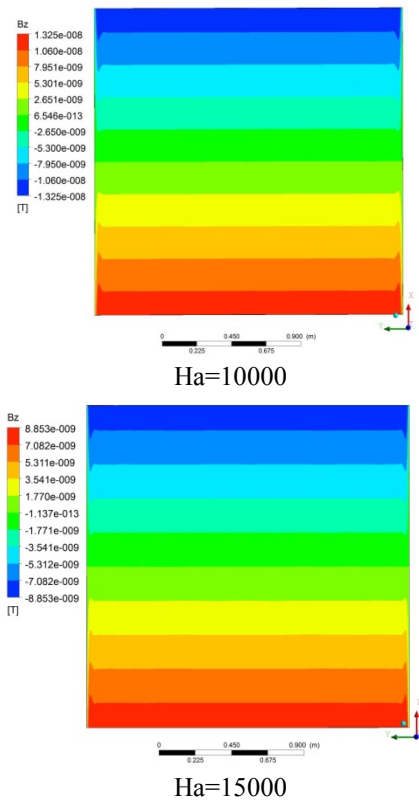 Bz
1.325e-008
1.060e-008
7.951e-009
5.301e-009
2.651e-009
6.546e-013
-2.650e-009
-5.300e-009
-7.950e-009
-1.060e-008
-1.325e-008
[T]
X
Y
0 0.450 0.900 (m)
0.225 0.675
Ha=10000
Bz
8.853e-009
7.082e-009
5.311e-009
3.541e-009
1.770e-009
-1.137e-013
-1.771e-009
-3.541e-009
-5.312e-009
-7.082e-009
-8.853e-009
[T]
Y
0 0.450 0.900 (m)
0.225 0.675
Ha=15000